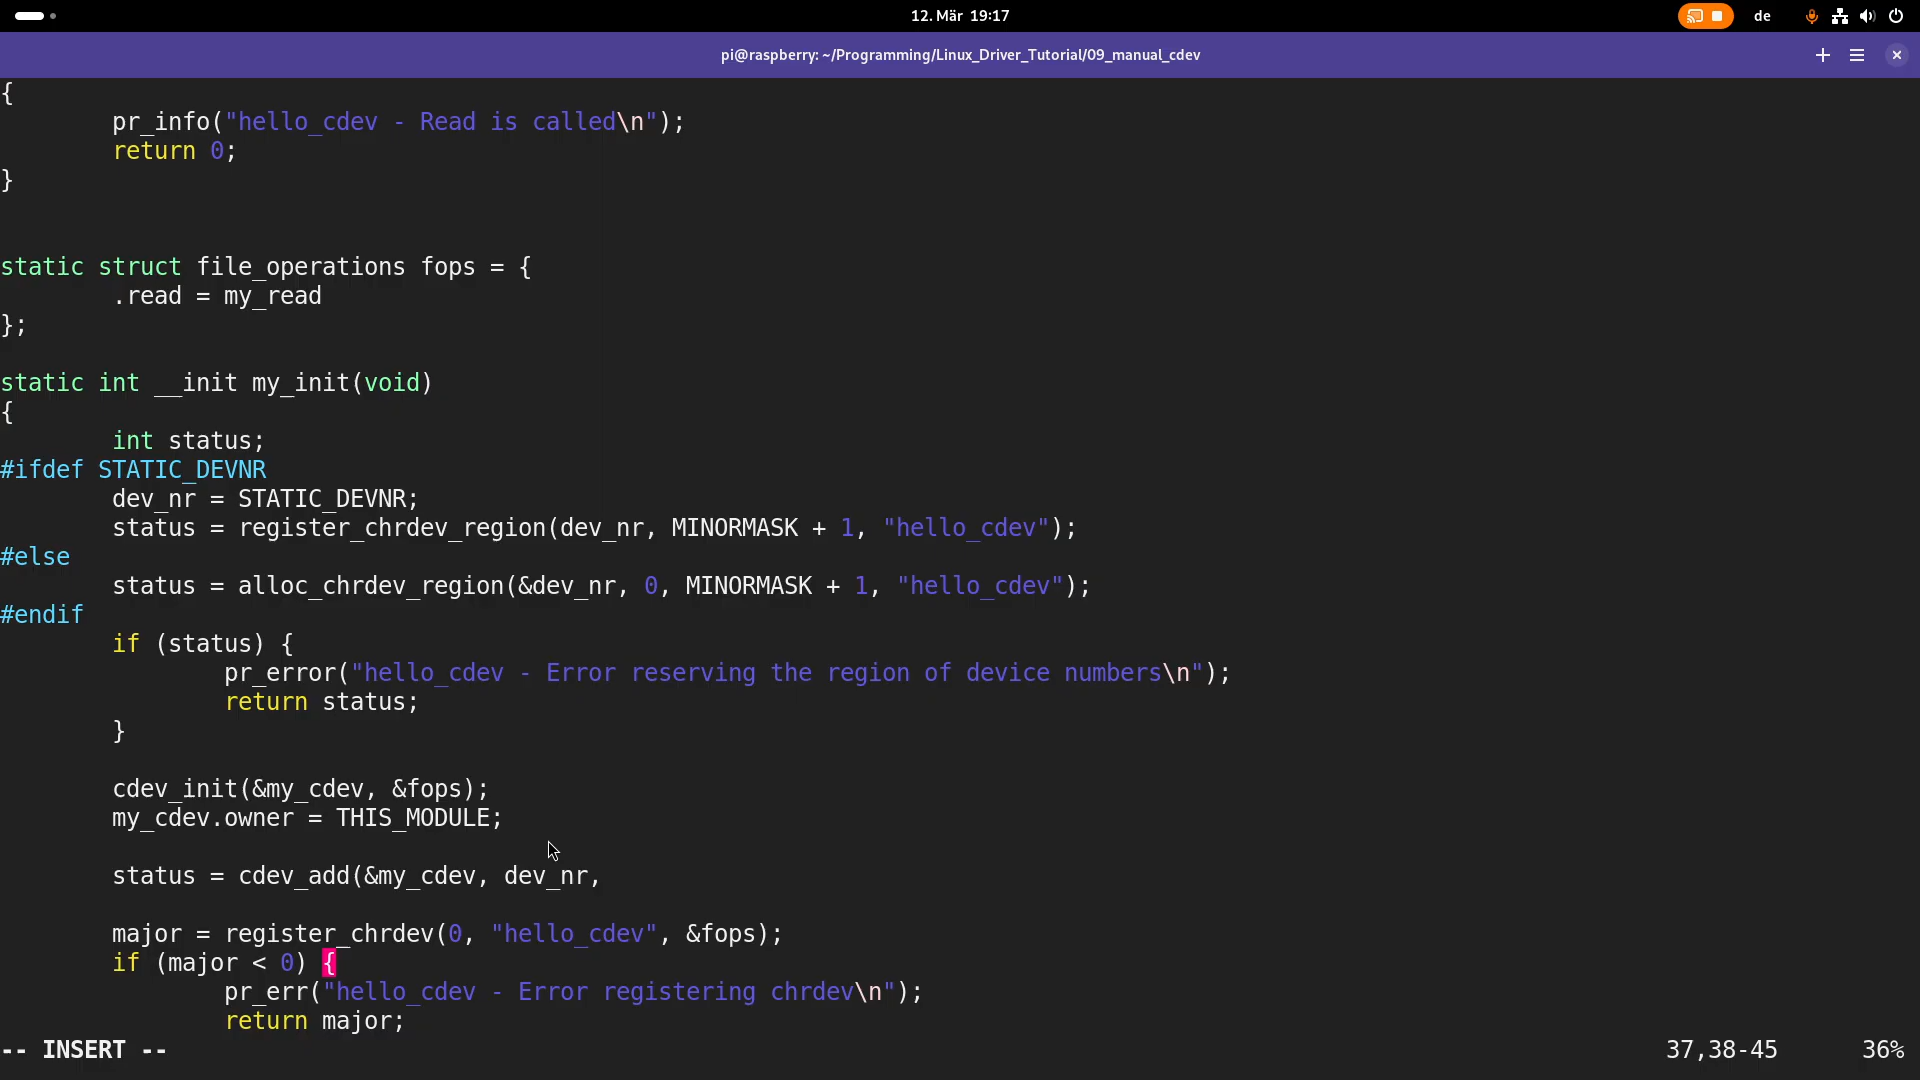 12. Mär 19:17
de
pi@raspberry: ~/Programming/Linux_Driver_Tutorial/09_manual_cdev
{
        pr_info("hello_cdev - Read is called\n");
        return 0;
}
static struct file_operations fops = {
        .read = my_read
};
static int __init my_init(void)
{
        int status;
#ifdef STATIC_DEVNR
        dev_nr = STATIC_DEVNR;
        status = register_chrdev_region(dev_nr, MINORMASK + 1, "hello_cdev");
#else
        status = alloc_chrdev_region(&dev_nr, 0, MINORMASK + 1, "hello_cdev");
#endif
        if (status) {
                pr_error("hello_cdev - Error reserving the region of device numbers\n");
                return status;
        }
        cdev_init(&my_cdev, &fops);
        my_cdev.owner = THIS_MODULE;
        status = cdev_add(&my_cdev, dev_nr,
        major = register_chrdev(0, "hello_cdev", &fops);
        if (major < 0) {
                pr_err("hello_cdev - Error registering chrdev\n");
                return major;
-- INSERT --
37,38-45
36%